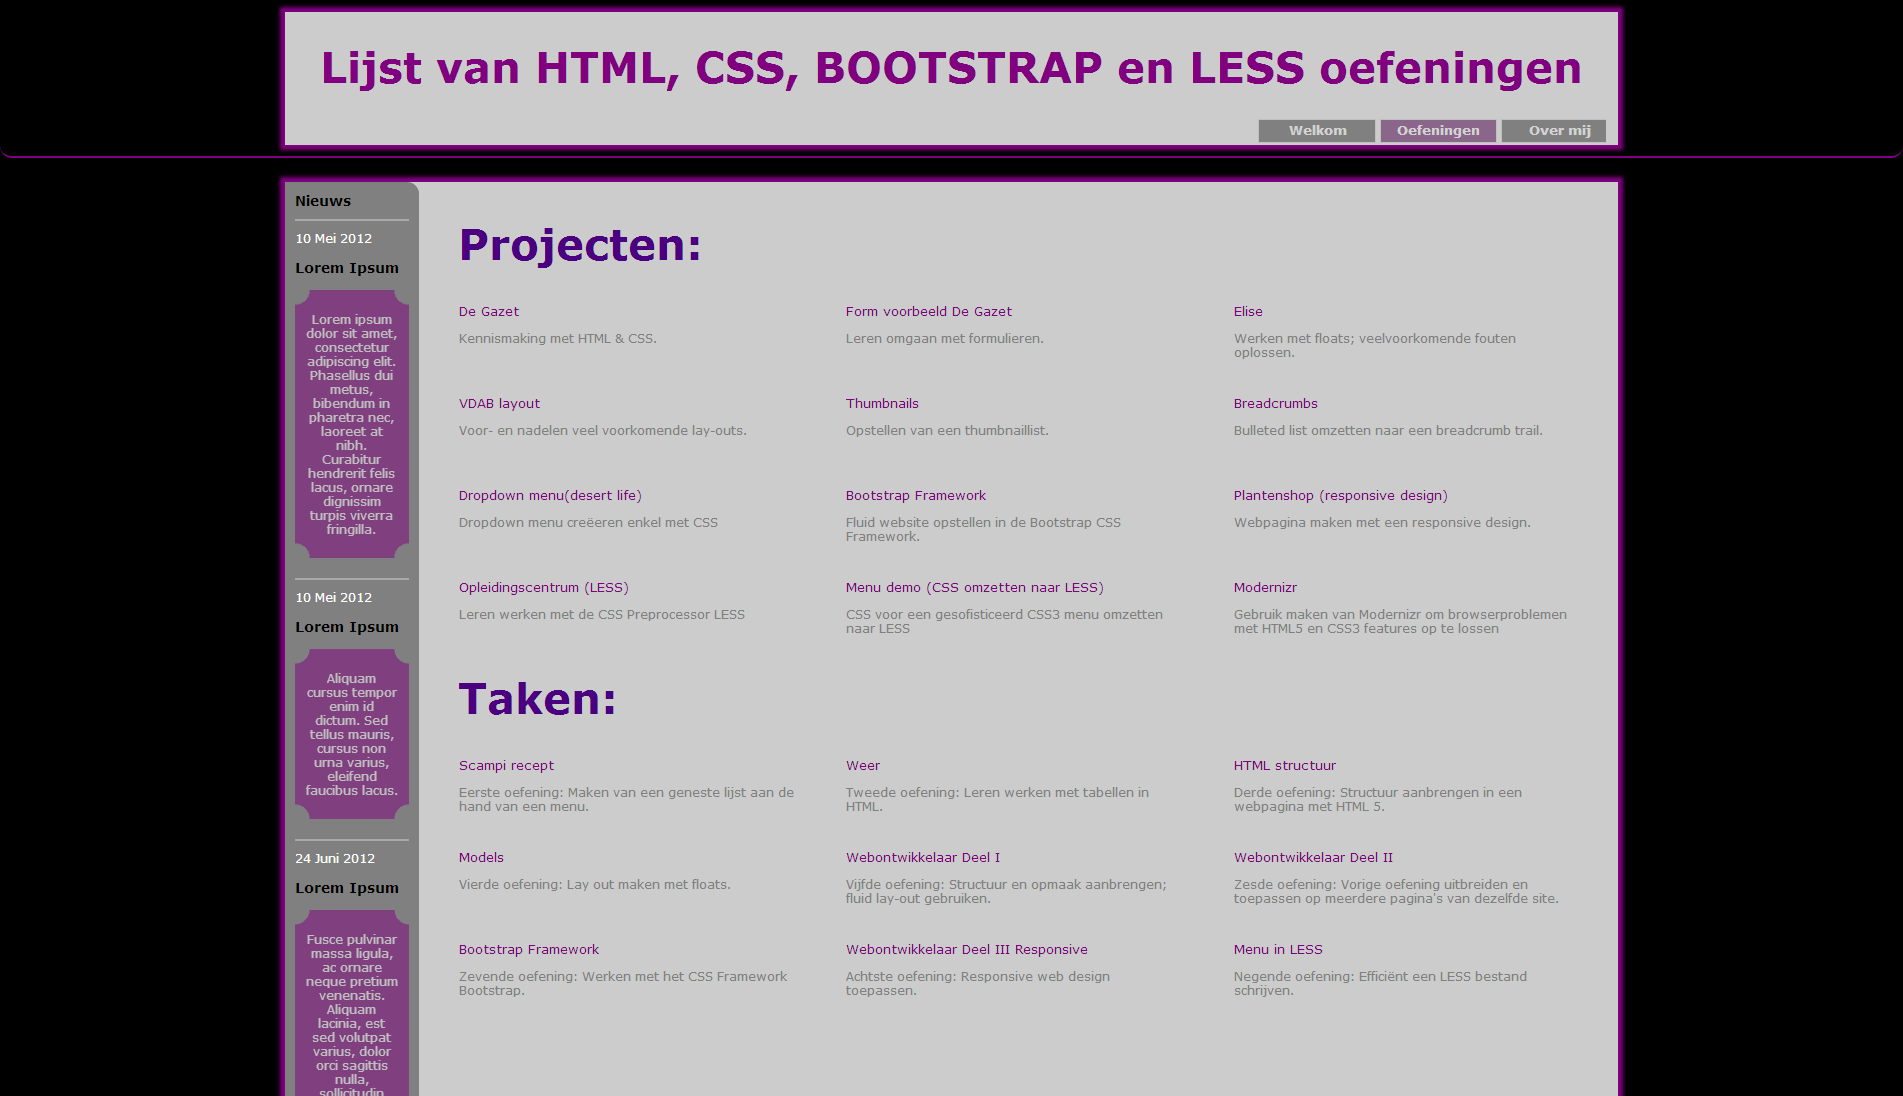 Lijst van HTML, CSS, BOOTSTRAP en LESS oefeningen
Welkom
Oefeningen
Over mij
Nieuws
10 Mei 2012
Lorem Ipsum
Lorem ipsum
dolor sit amet,
consectetur
adipiscing elit.
Phasellus dui
metus,
bibendum in
pharetra nec,
laoreet at
nibh.
Curabitur
hendrerit felis
lacus, ornare
dignissim
turpis viverra
fringilla.
10 Mei 2012
Lorem Ipsum
Aliquam
cursus tempor
enim id
dictum. Sed
tellus mauris,
cursus non
urna varius,
eleifend
faucibus lacus.
24 Juni 2012
Lorem Ipsum
Fusce pulvinar
massa ligula,
ac ornare
neque pretium
venenatis.
Aliquam
lacinia, est
sed volutpat
varius, dolor
orci sagittis
nulla,
sollicitudin
Projecten:
De Gazet
Kennismaking met HTML & CSS.
Form voorbeeld De Gazet
Leren omgaan met formulieren.
Elise
Werken met floats; veelvoorkomende fouten
oplossen.
VDAB layout
Voor- en nadelen veel voorkomende lay-outs.
Thumbnails
Opstellen van een thumbnaillist.
Breadcrumbs
Bulleted list omzetten naar een breadcrumb trail.
Dropdown menu(desert life)
Dropdown menu creëeren enkel met CSS
Bootstrap Framework
Fluid website opstellen in de Bootstrap CSS
Framework.
Plantenshop (responsive design)
Webpagina maken met een responsive design.
Opleidingscentrum (LESS)
Leren werken met de CSS Preprocessor LESS
Menu demo (CSS omzetten naar LESS)
CSS voor een gesofisticeerd CSS3 menu omzetten
naar LESS
Modernizr
Gebruik maken van Modernizr om browserproblemen
met HTML5 en CSS3 features op te lossen
Taken:
Scampi recept
Eerste oefening: Maken van een geneste lijst aan de
hand van een menu.
Weer
Tweede oefening: Leren werken met tabellen in
HTML.
HTML structuur
Derde oefening: Structuur aanbrengen in een
webpagina met HTML 5.
Models
Vierde oefening: Lay out maken met floats.
Webontwikkelaar Deel I
Vijfde oefening: Structuur en opmaak aanbrengen;
fluid lay-out gebruiken.
Webontwikkelaar Deel II
Zesde oefening: Vorige oefening uitbreiden en
toepassen op meerdere pagina's van dezelfde site.
Bootstrap Framework
Zevende oefening: Werken met het CSS Framework
Bootstrap.
Webontwikkelaar Deel III Responsive
Achtste oefening: Responsive web design
toepassen.
Menu in LESS
Negende oefening: Efficiënt een LESS bestand
schrijven.